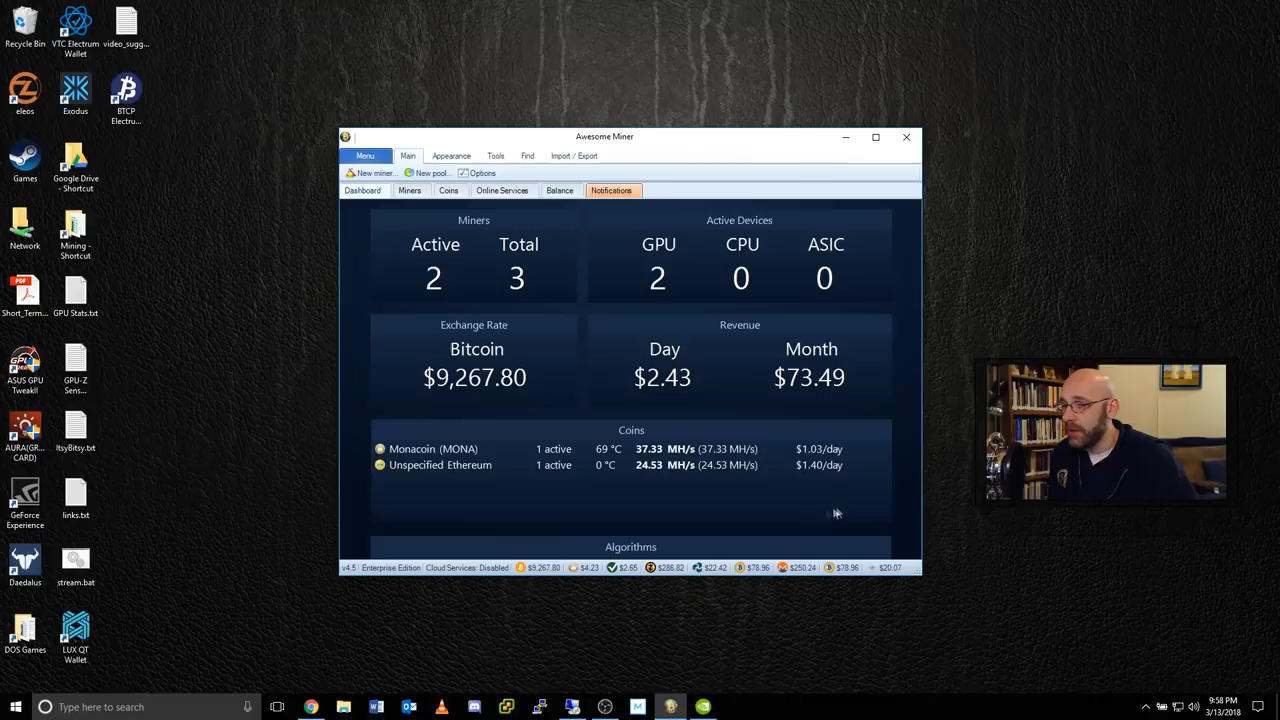 Recycle Bin
VTC Electrum
Wallet
video_sugg...
eleos
Exodus
BTCP
Electru...
Games
Google Drive
- Shortcut
Network
Mining -
Shortcut
PDF
Short_Term...
GPU Stats.txt
ASUS GPU
TweakII
GPU-Z
Sens...
AURA(GR...
CARD)
ItsyBitsy.txt
GeForce
Experience
links.txt
Daedalus
stream.bat
DOS Games
LUX QT
Wallet
Awesome Miner
Menu Main Appearance Tools Find Import / Export
New miner... New pool... Options
Dashboard Miners Coins Online Services Balance Notifications
Miners
Active Total
2 3
Active Devices
GPU CPU ASIC
2 0 0
Exchange Rate
Bitcoin
$9,267.80
Revenue
Day Month
$2.43 $73.49
Coins
Monacoin (MONA) 1 active 69 °C 37.33 MH/s (37.33 MH/s) $1.03/day
Unspecified Ethereum 1 active 0 °C 24.53 MH/s (24.53 MH/s) $1.40/day
Algorithms
v4.5 Enterprise Edition Cloud Services: Disabled $9,267.80 $4.23 $2.65 $286.82 $22.42 $78.96 $250.24 $78.96 $20.07
Type here to search
9:58 PM
3/13/2018